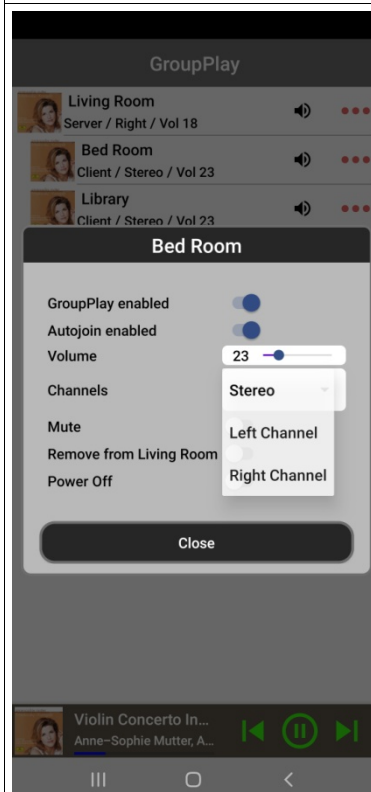 GroupPlay
Living Room
Server / Right / Vol 18
Bed Room
Client / Stereo / Vol 23
Library
Client / Stereo / Vol 23
Bed Room
GroupPlay enabled
Autojoin enabled
Volume 23
Channels Stereo
Left Channel
Mute
Remove from Living Room
Right Channel
Power Off
Close
Violin Concerto In...
Anne-Sophie Mutter, A...